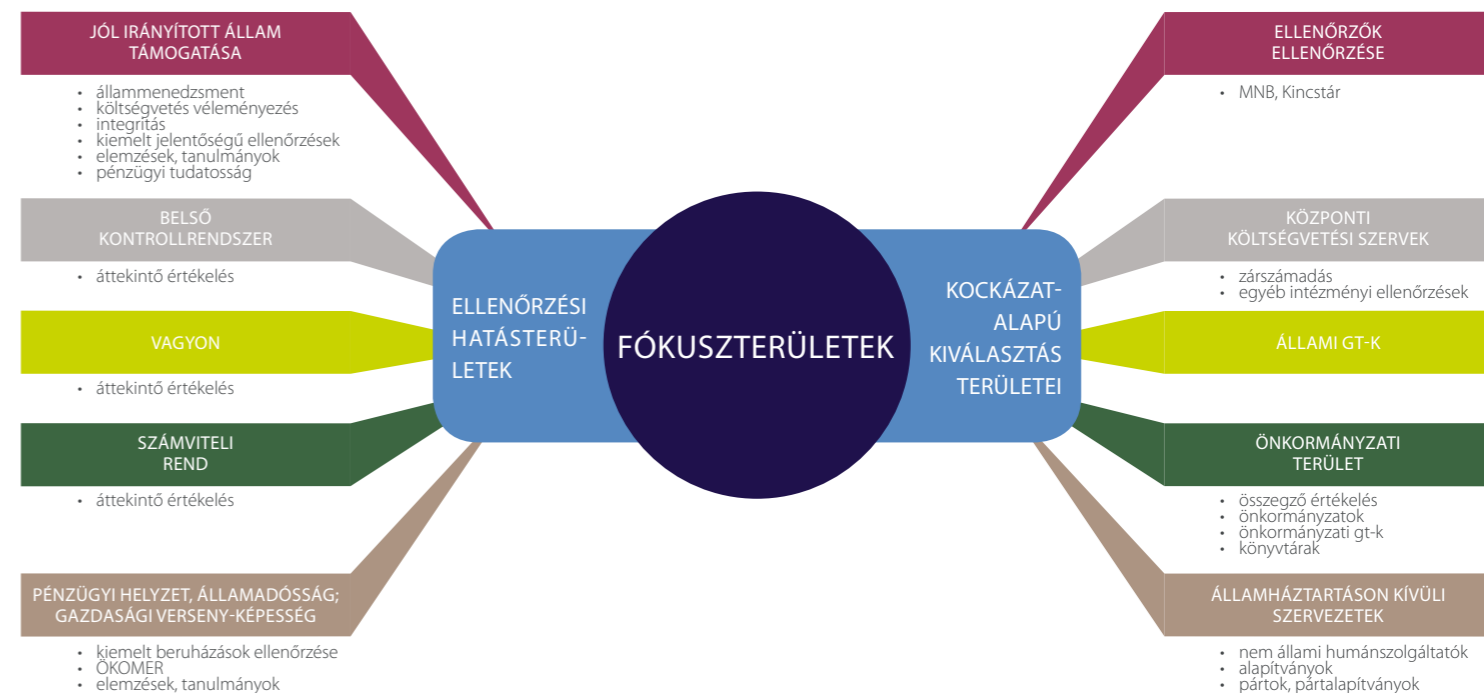 JÓL IRÁNYÍTOTT ÁLLAM
TÁMOGATÁSA
• állammenedzsment
• költségvetés véleményezés
• integritás
• kiemelt jelentőségű ellenőrzések
• elemzések, tanulmányok
• pénzügyi tudatosság
BELSŐ
KONTROLLRENDSZER
• áttekintő értékelés
VAGYON
• áttekintő értékelés
SZÁMVITELI
REND
• áttekintő értékelés
PÉNZÜGYI HELYZET, ÁLLAMADÓSSÁG;
GAZDASÁGI VERSENY-KÉPESSÉG
• kiemelt beruházások ellenőrzése
• ÖKOMER
• elemzések, tanulmányok
ELLENŐRZÉSI
HATÁSTERÜ-
LETEK
FÓKUSZTERÜLETEK
KOCKÁZAT-
ALAPÚ
KIVÁLASZTÁS
TERÜLETEI
ELLENŐRZŐK
ELLENŐRZÉSE
• MNB, Kincstár
KÖZPONTI
KÖLTSÉGVETÉSI SZERVEK
• zárszámadás
• egyéb intézményi ellenőrzések
ÁLLAMI GT-K
ÖNKORMÁNYZATI
TERÜLET
• összegző értékelés
• önkormányzatok
• önkormányzati gt-k
• könyvtárak
ÁLLAMHÁZTARTÁSON KÍVÜLI
SZERVEZETEK
• nem állami humánszolgáltatók
• alapítványok
• pártok, pártalapítványok